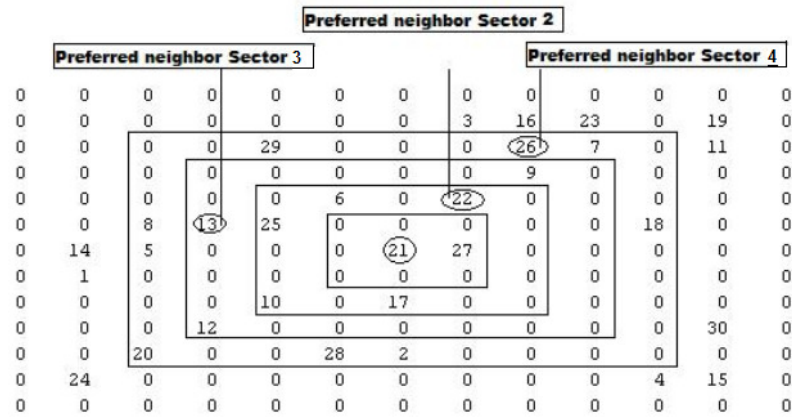 Preferred neighbor Sector 2
Preferred neighbor Sector 3 Preferred neighbor Sector 4
0 0 0 0 0 0 0 0 0 0 0 0 0
0 0 0 0 0 0 0 3 16 23 0 19 0
0 0 0 0 29 0 0 0 26 7 0 11 0
0 0 0 0 0 0 0 0 9 0 0 0 0
0 0 0 0 0 6 0 22 0 0 0 0 0
0 0 8 13 25 0 0 0 0 0 18 0 0
0 14 5 0 0 0 21 27 0 0 0 0 0
0 1 0 0 0 0 0 0 0 0 0 0 0
0 0 0 0 10 0 17 0 0 0 0 0 0
0 0 0 12 0 0 0 0 0 0 0 30 0
0 0 20 0 0 28 2 0 0 0 0 0 0
0 24 0 0 0 0 0 0 0 0 4 15 0
0 0 0 0 0 0 0 0 0 0 0 0 0